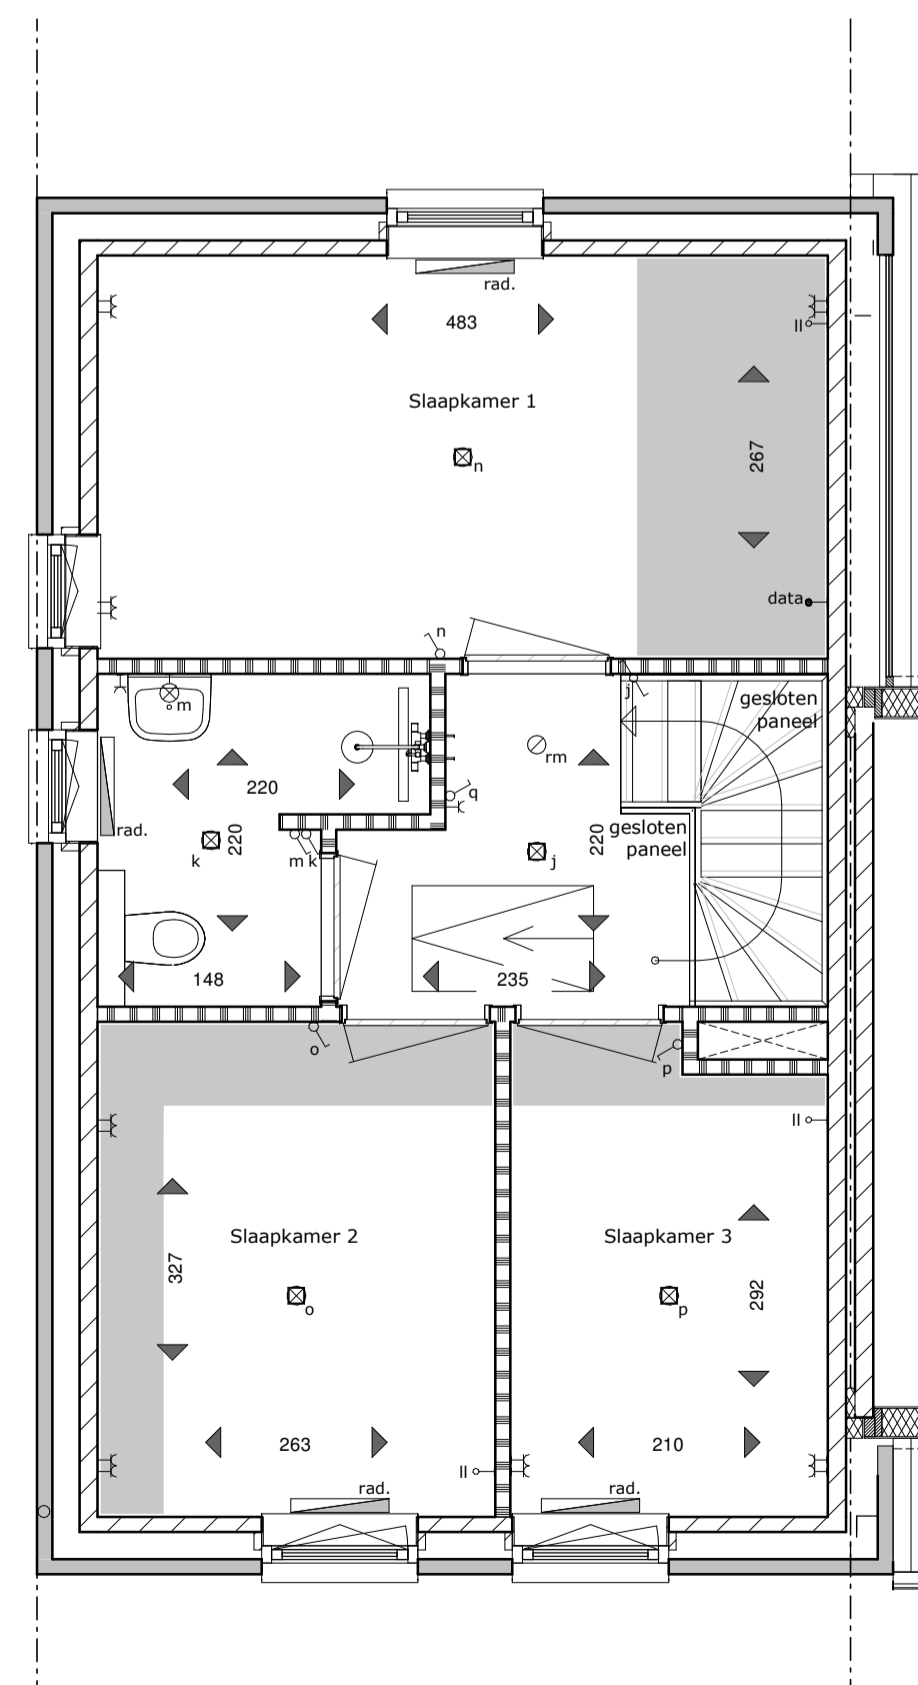 rad.
483
II
Slaapkamer 1
267
n
data
n
m
j
gesloten
paneel
rm
220
q
rad.
220
k
m k
220
gesloten
paneel
j
148
235
o
p
II
Slaapkamer 2
Slaapkamer 3
327
292
o
p
263
210
II
rad.
rad.